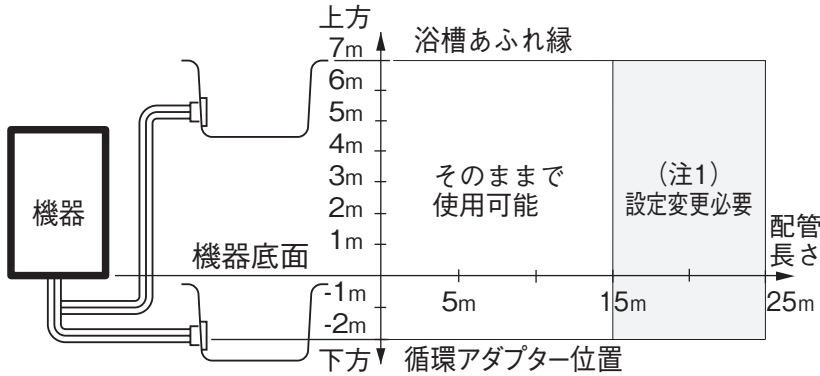 上方
7m
浴槽あふれ縁
6m
5m
4m
3m
2m
1m
そのままで
使用可能
(注1)
設定変更必要
機器
機器底面
配管
長さ
-1m
-2m
5m
15m
25m
下方
循環アダプター位置